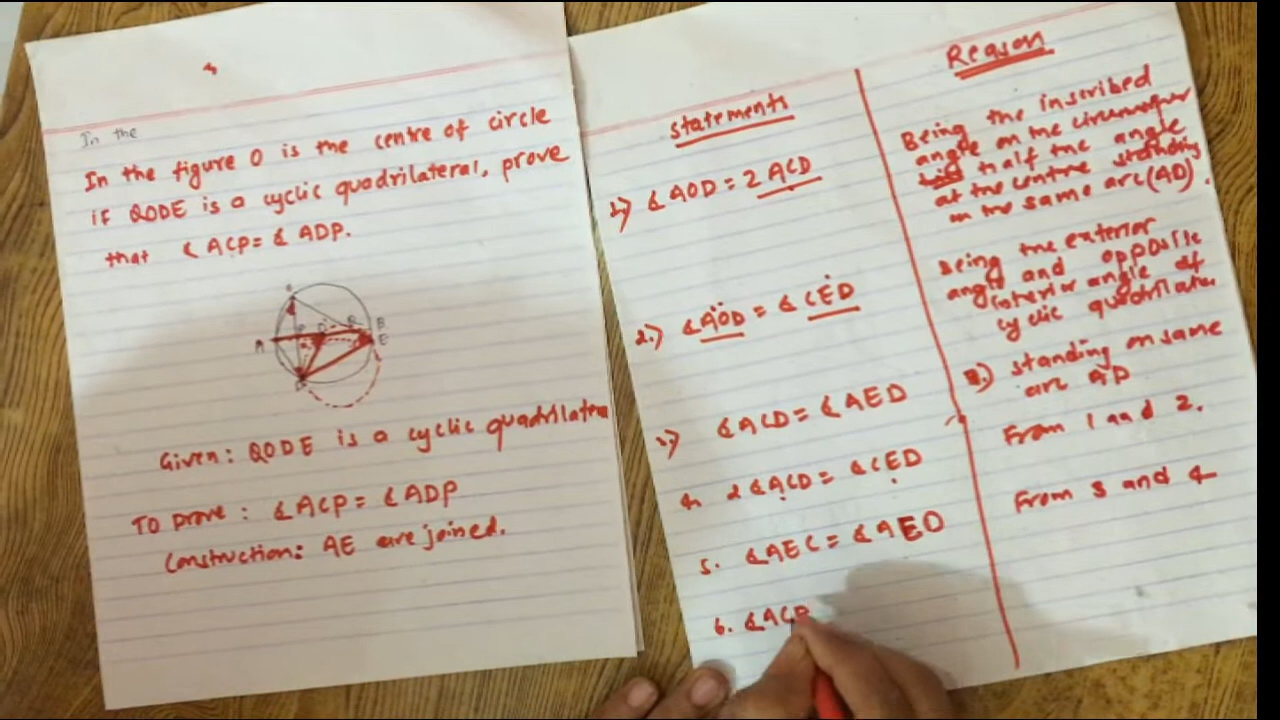 In the
In the figure O is the centre of circle
if QODE is a cyclic quadrilateral, prove
that ∠ACP = ∠ADP.
A
B
E
Given: QODE is a cyclic quadrilatera
To prove: ∠ACP = ∠ADP
Construction: AE are joined.
statements
1.) ∠AOD = 2 ACD
2.) ∠AOD = ∠CED
3.) ∠ACD = ∠AED
4. 2∠ACD = ∠CED
5. ∠AEC = ∠AED
6. ∠ACP
Reason
Being the inscribed
angle on the
half the angle
at the centre standing
on the same arc (AD).
Being the exterior
angle and opposite
interior angle of
cyclic quadrilater
3.) standing on same
arc AD
From 1 and 2.
From 3 and 4